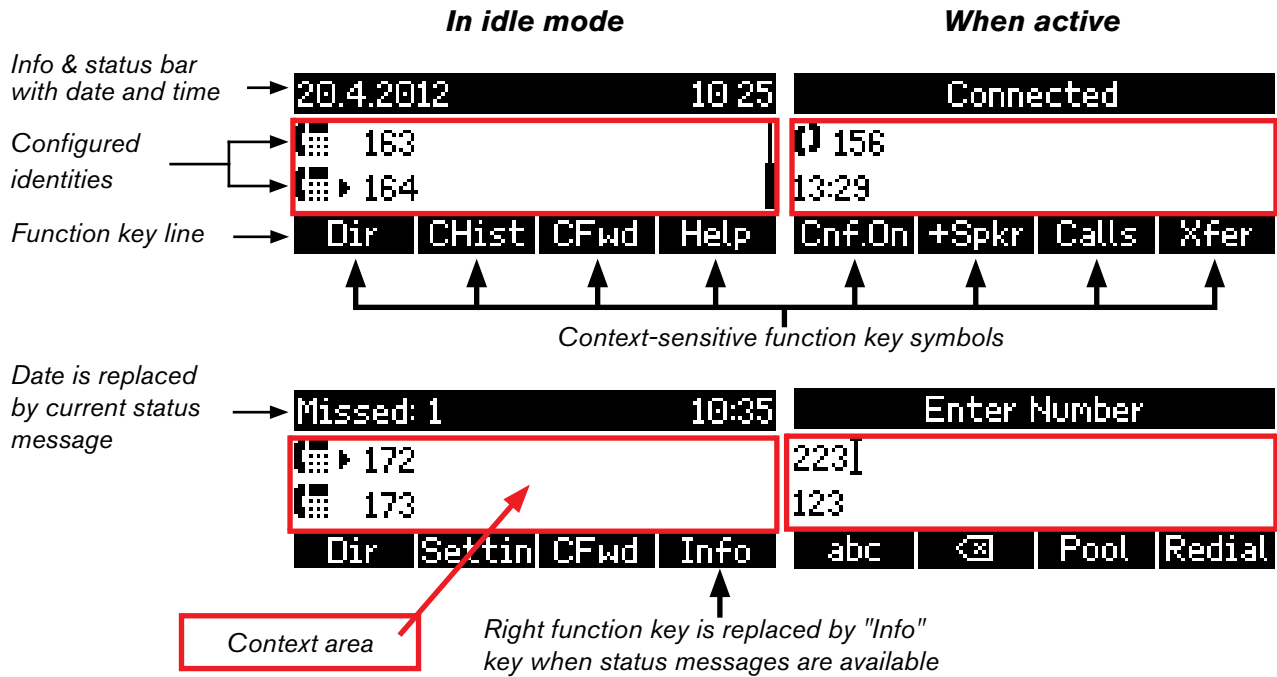 In idle mode
When active
Info & status bar
with date and time
20.4.2012 10 25
Connected
Configured
identities
163
164
156
13:29
Function key line
Dir CHist CFwd Help
Cnf.On +Spkr Calls Xfer
Context-sensitive function key symbols
Date is replaced
by current status
message
Missed: 1 10:35
Enter Number
172
173
223
123
Dir Settin CFwd Info
abc Pool Redial
Context area
Right function key is replaced by "Info"
key when status messages are available